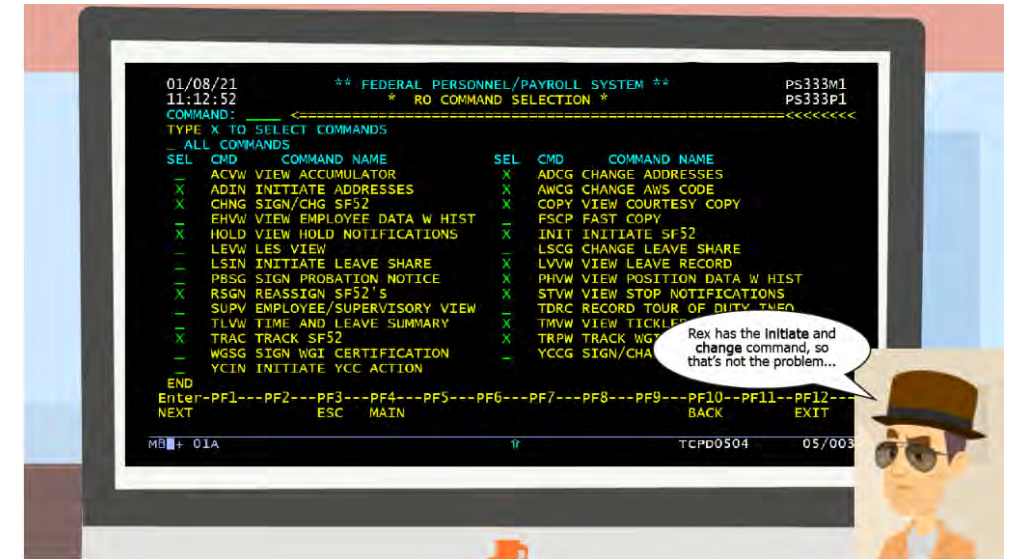 01/08/21 ** FEDERAL PERSONNEL/PAYROLL SYSTEM ** PS333M1
11:12:52 * RO COMMAND SELECTION * PS333P1
COMMAND: ____ <===================================================<<<<<<<<
TYPE X TO SELECT COMMANDS
_ ALL COMMANDS
SEL CMD COMMAND NAME SEL CMD COMMAND NAME
_ ACVW VIEW ACCUMULATOR X ADCG CHANGE ADDRESSES
X ADIN INITIATE ADDRESSES X AWCG CHANGE AWS CODE
X CHNG SIGN/CHG SF52 X COPY VIEW COURTESY COPY
_ EHVW VIEW EMPLOYEE DATA W HIST _ FSCP FAST COPY
X HOLD VIEW HOLD NOTIFICATIONS X INIT INITIATE SF52
_ LEVW LES VIEW _ LSCG CHANGE LEAVE SHARE
_ LSIN INITIATE LEAVE SHARE X LVVW VIEW LEAVE RECORD
_ PBSG SIGN PROBATION NOTICE X PHVW VIEW POSITION DATA W HIST
X RSGN REASSIGN SF52'S X STVW VIEW STOP NOTIFICATIONS
_ SUPV EMPLOYEE/SUPERVISORY VIEW _ TDRC RECORD TOUR OF DUTY INFO
_ TLVW TIME AND LEAVE SUMMARY X TMVW VIEW
X TRAC TRACK SF52 X TRPW TRACK WGI
_ WGSG SIGN WGI CERTIFICATION _ YCCG
_ YCIN INITIATE YCC ACTION
END
Enter-PF1---PF2---PF3---PF4---PF5---PF6---PF7---PF8---PF9---PF10--PF11--PF12---
NEXT ESC MAIN BACK EXIT
01A TCPD0504 05/003
Rex has the initiate and
change command, so
that's not the problem...